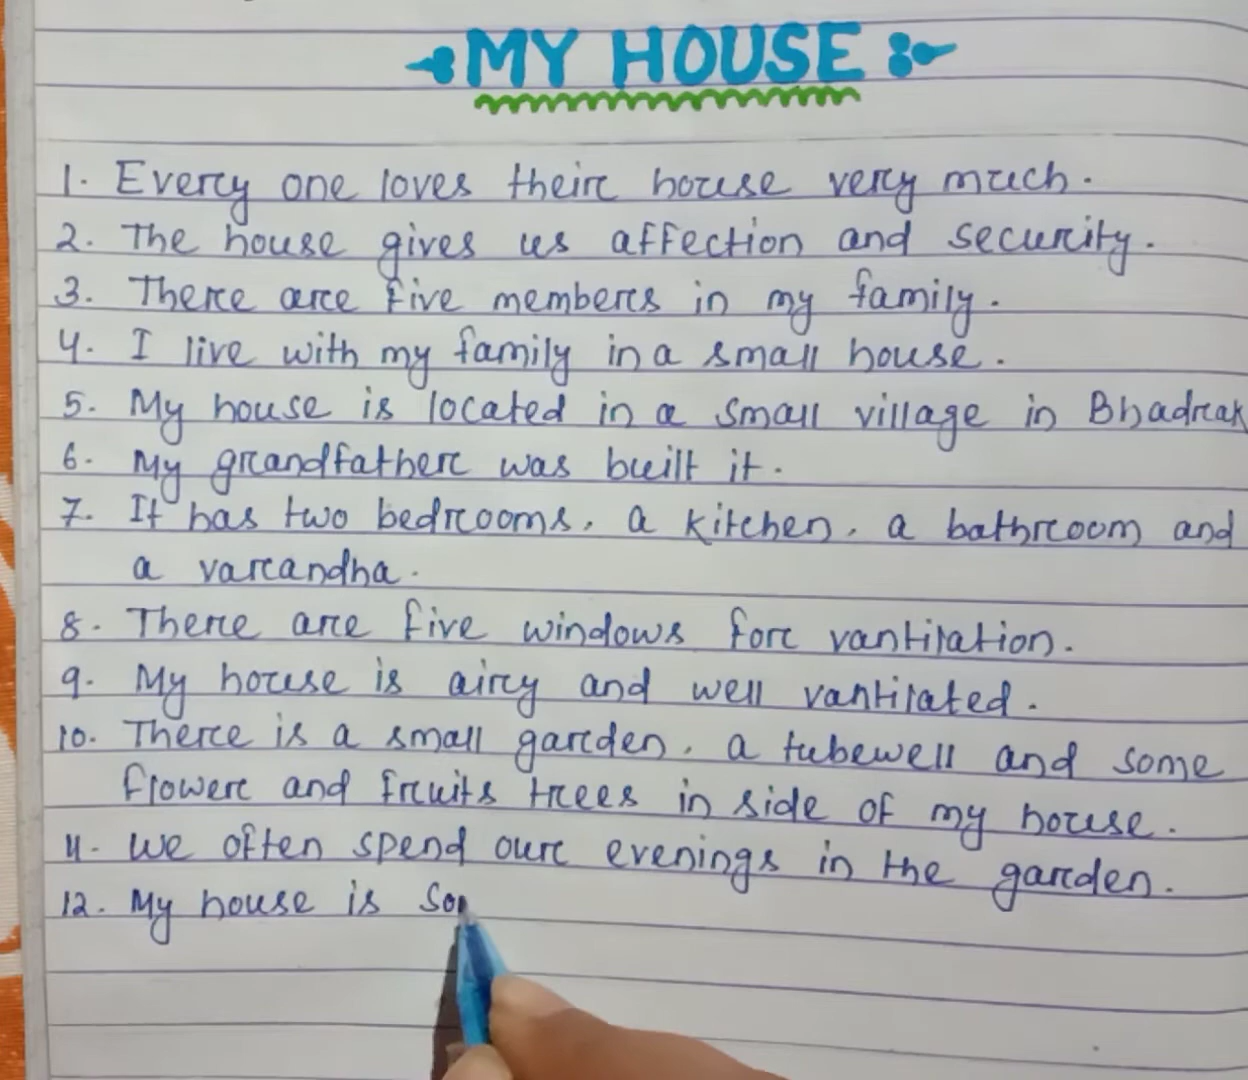 MY HOUSE
1. Every one loves their house very much.
2. The house gives us affection and security.
3. There are five members in my family.
4. I live with my family in a small house.
5. My house is located in a small village in Bhadrak
6. My grandfather was built it.
7. It has two bedrooms, a kitchen, a bathroom and
a varandha.
8. There are five windows for vantilation.
9. My house is airy and well vantilated.
10. There is a small garden, a tubewell and some
flower and fruits trees in side of my house.
11. We often spend our evenings in the garden.
12. My house is so